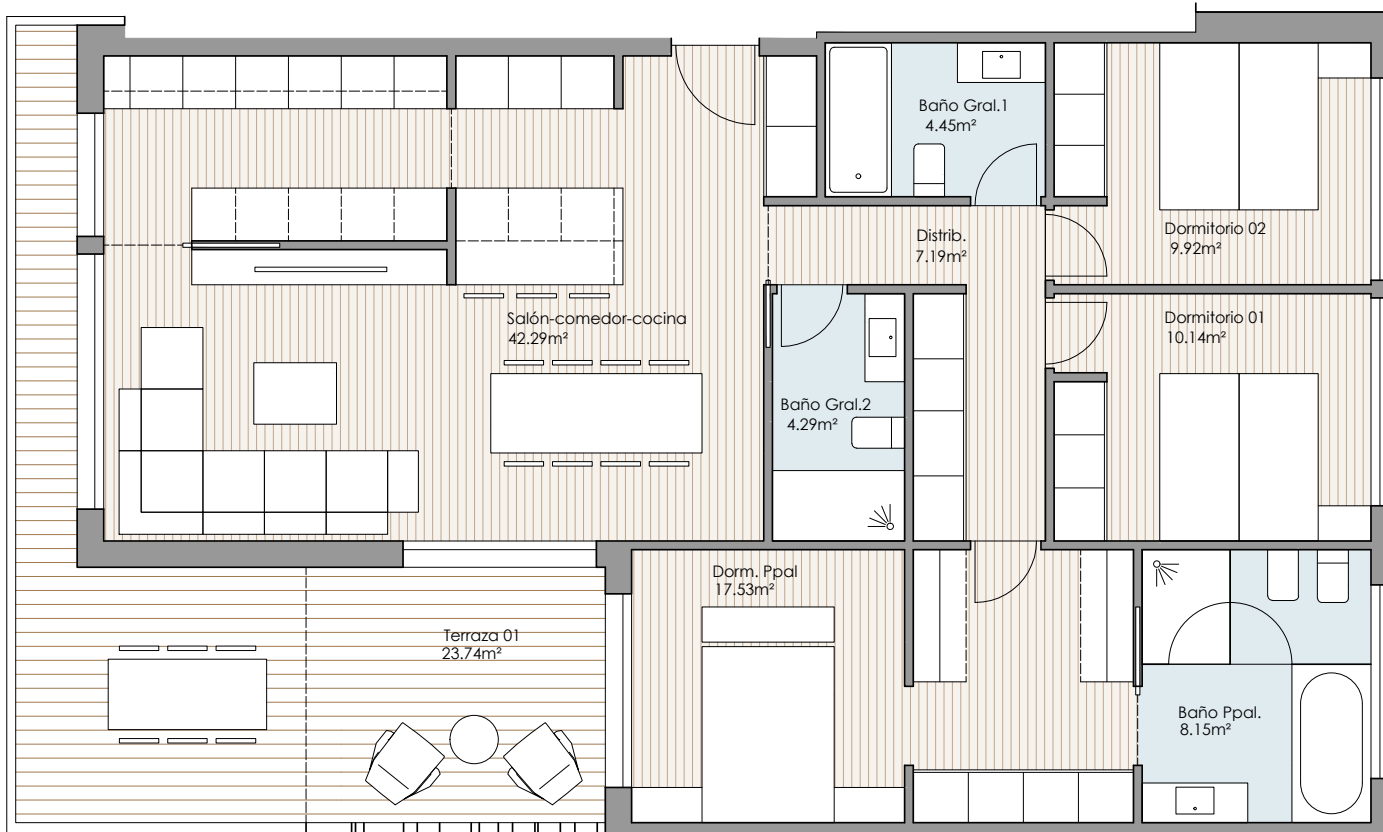 Baño Gral.1
4.45m²
Dormitorio 02
9.92m²
Distrib.
7.19m²
Salón-comedor-cocina
42.29m²
Dormitorio 01
10.14m²
Baño Gral.2
4.29m²
Dorm. Ppal
17.53m²
Terraza 01
23.74m²
Baño Ppal.
8.15m²